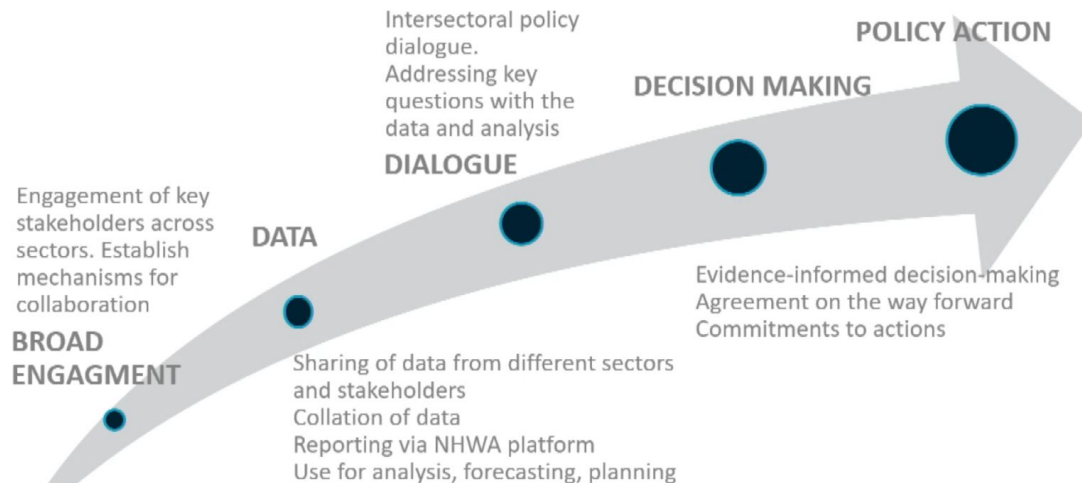 Engagement of key
stakeholders across
sectors. Establish
mechanisms for
collaboration
BROAD
ENGAGMENT
DATA
Sharing of data from different sectors
and stakeholders
Collation of data
Reporting via NHWA platform
Use for analysis, forecasting, planning
Intersectoral policy
dialogue.
Addressing key
questions with the
data and analysis
DIALOGUE
DECISION MAKING
Evidence-informed decision-making
Agreement on the way forward
Commitments to actions
POLICY ACTION